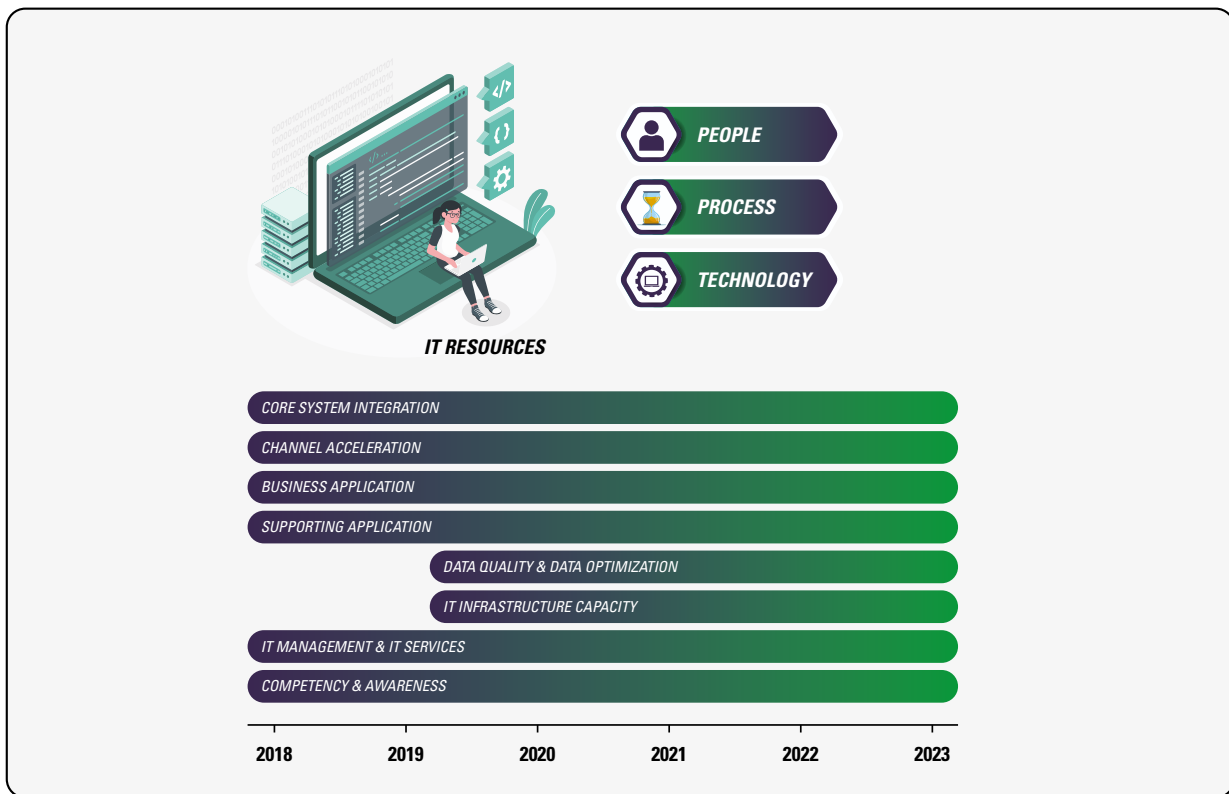 PEOPLE
PROCESS
TECHNOLOGY
IT RESOURCES
CORE SYSTEM INTEGRATION
CHANNEL ACCELERATION
BUSINESS APPLICATION
SUPPORTING APPLICATION
DATA QUALITY & DATA OPTIMIZATION
IT INFRASTRUCTURE CAPACITY
IT MANAGEMENT & IT SERVICES
COMPETENCY & AWARENESS
2018 2019 2020 2021 2022 2023